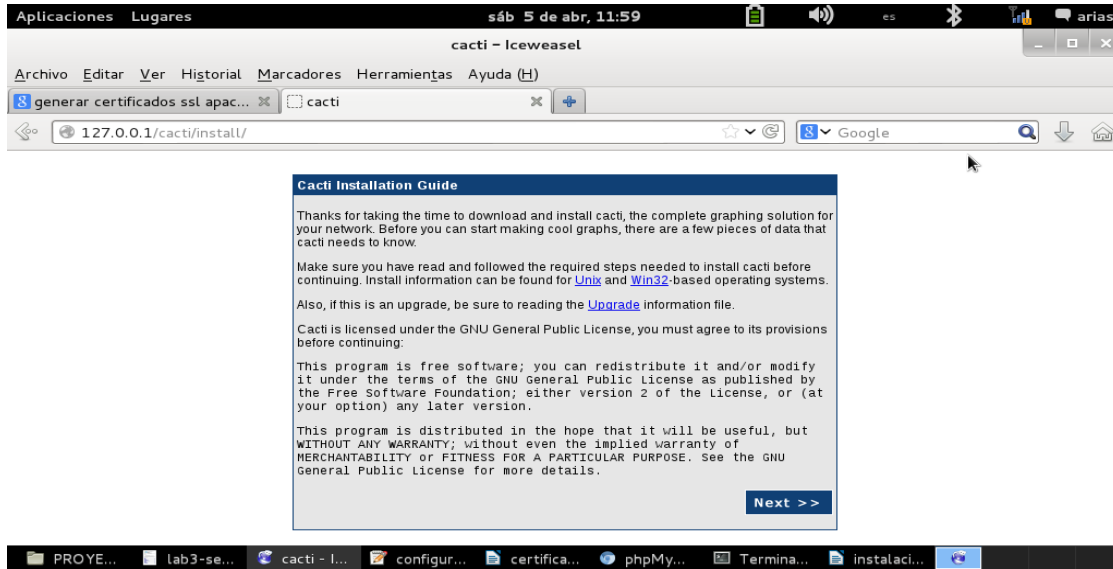 Aplicaciones Lugares sáb 5 de abr, 11:59 es arias
cacti – Iceweasel
Archivo Editar Ver Historial Marcadores Herramientas Ayuda (H)
generar certificados ssl apac... cacti
127.0.0.1/cacti/install/ Google
Cacti Installation Guide
Thanks for taking the time to download and install cacti, the complete graphing solution for
your network. Before you can start making cool graphs, there are a few pieces of data that
cacti needs to know.
Make sure you have read and followed the required steps needed to install cacti before
continuing. Install information can be found for Unix and Win32-based operating systems.
Also, if this is an upgrade, be sure to reading the Upgrade information file.
Cacti is licensed under the GNU General Public License, you must agree to its provisions
before continuing:
This program is free software; you can redistribute it and/or modify
it under the terms of the GNU General Public License as published by
the Free Software Foundation; either version 2 of the License, or (at
your option) any later version.
This program is distributed in the hope that it will be useful, but
WITHOUT ANY WARRANTY; without even the implied warranty of
MERCHANTABILITY or FITNESS FOR A PARTICULAR PURPOSE. See the GNU
General Public License for more details.
Next >>
PROYE... lab3-se... cacti - I... configur... certifica... phpMy... Termina... instalaci...